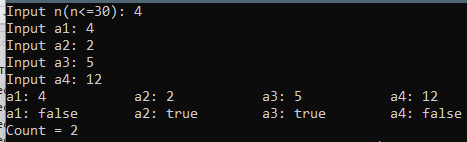 Input n(n<=30): 4
Input a1: 4
Input a2: 2
Input a3: 5
Input a4: 12
a1: 4 a2: 2 a3: 5 a4: 12
a1: false a2: true a3: true a4: false
Count = 2